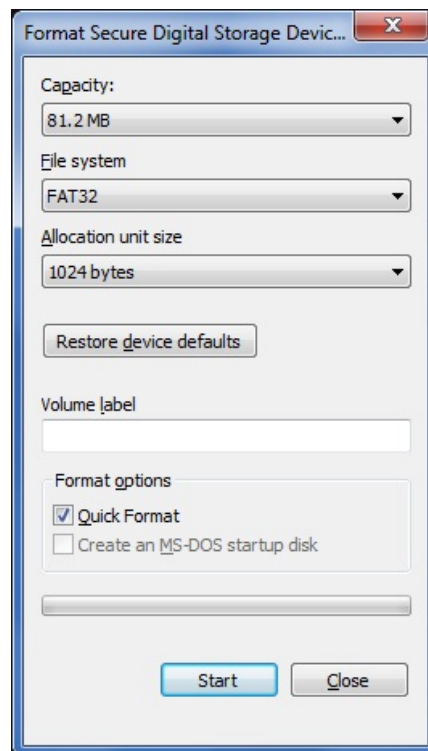 Format Secure Digital Storage Devic...
Capacity:
81.2 MB
File system
FAT32
Allocation unit size
1024 bytes
Restore device defaults
Volume label
Format options
Quick Format
Create an MS-DOS startup disk
Start
Close